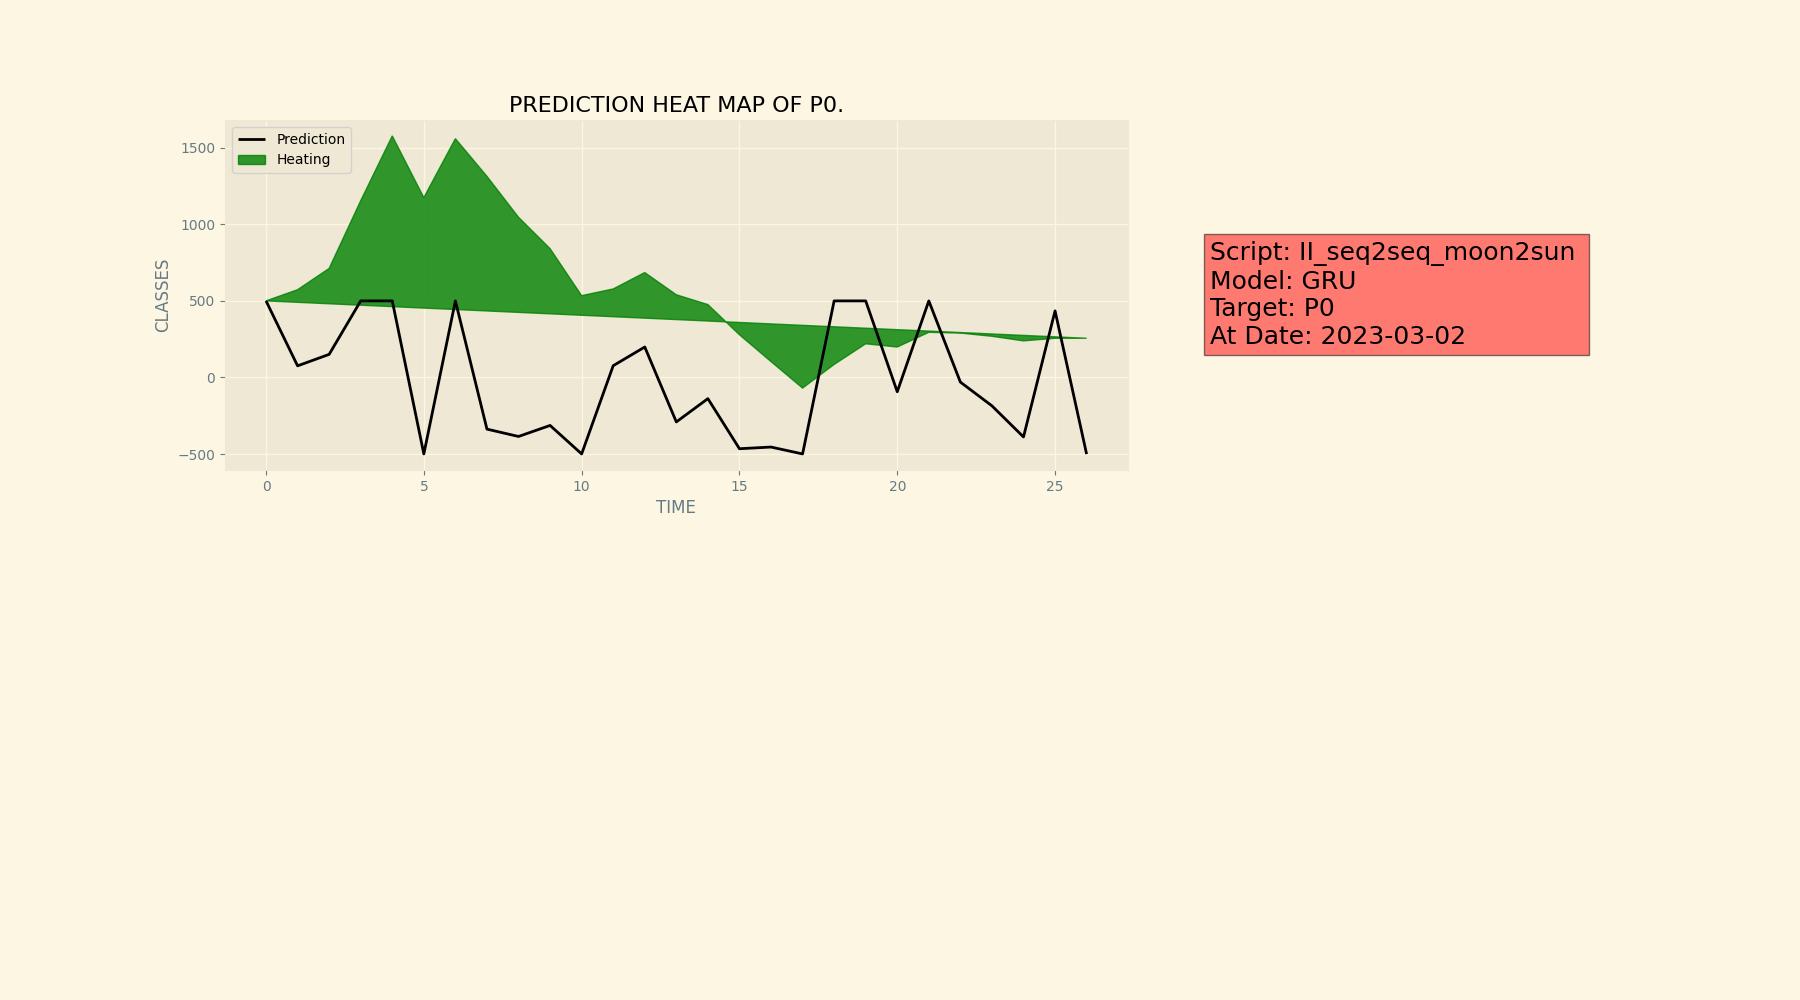 PREDICTION HEAT MAP OF P0.
Prediction
Heating
1500
1000
500
0
−500
CLASSES
0 5 10 15 20 25
TIME
Script: II_seq2seq_moon2sun
Model: GRU
Target: P0
At Date: 2023-03-02